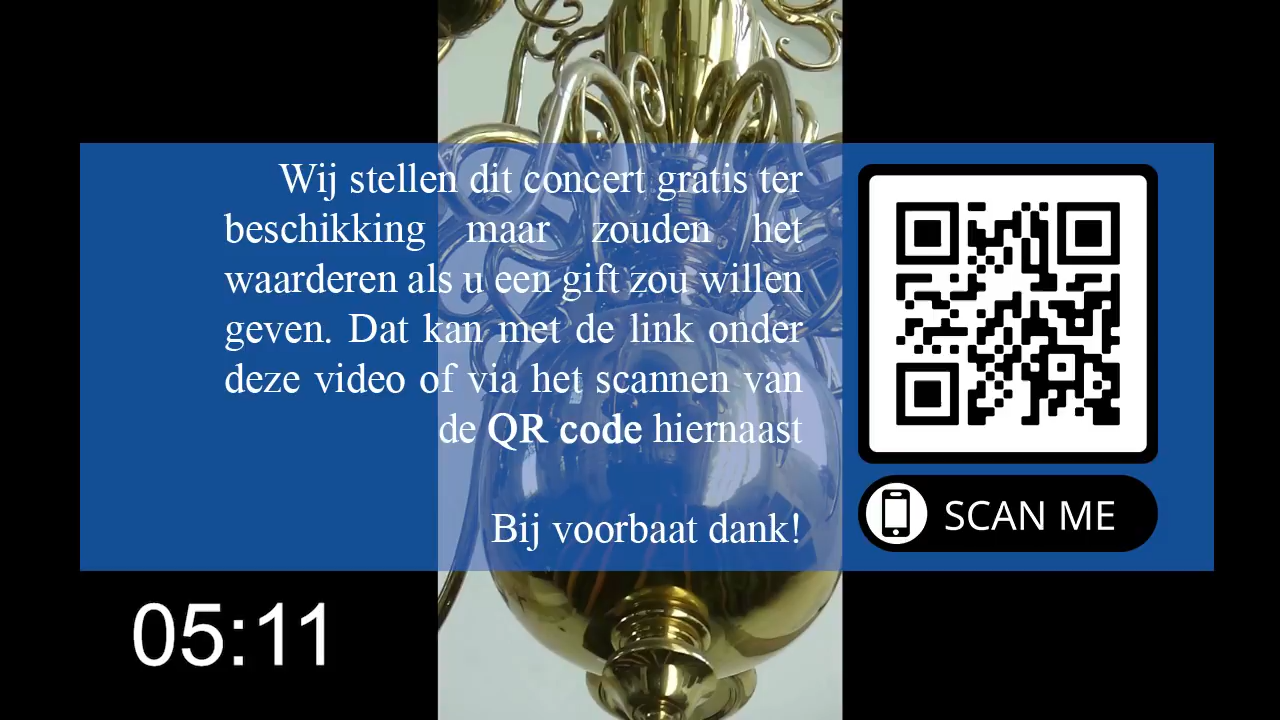 Wij stellen dit concert gratis ter
beschikking maar zouden het
waarderen als u een gift zou willen
geven. Dat kan met de link onder
deze video of via het scannen van
de QR code hiernaast
Bij voorbaat dank!
SCAN ME
05:11